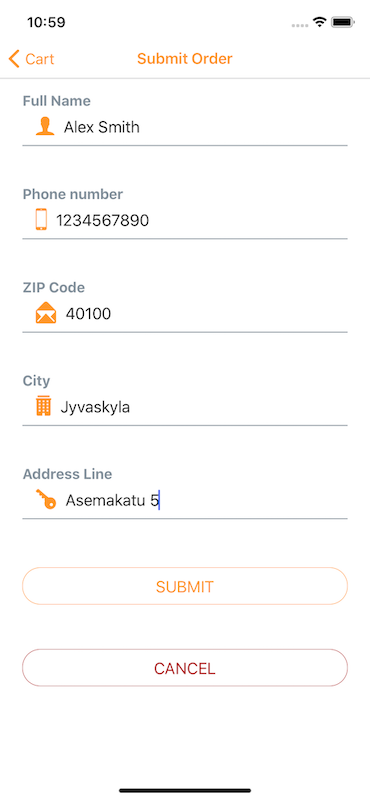 10:59
Cart
Submit Order
Full Name
Alex Smith
Phone number
1234567890
ZIP Code
40100
City
Jyvaskyla
Address Line
Asemakatu 5
SUBMIT
CANCEL